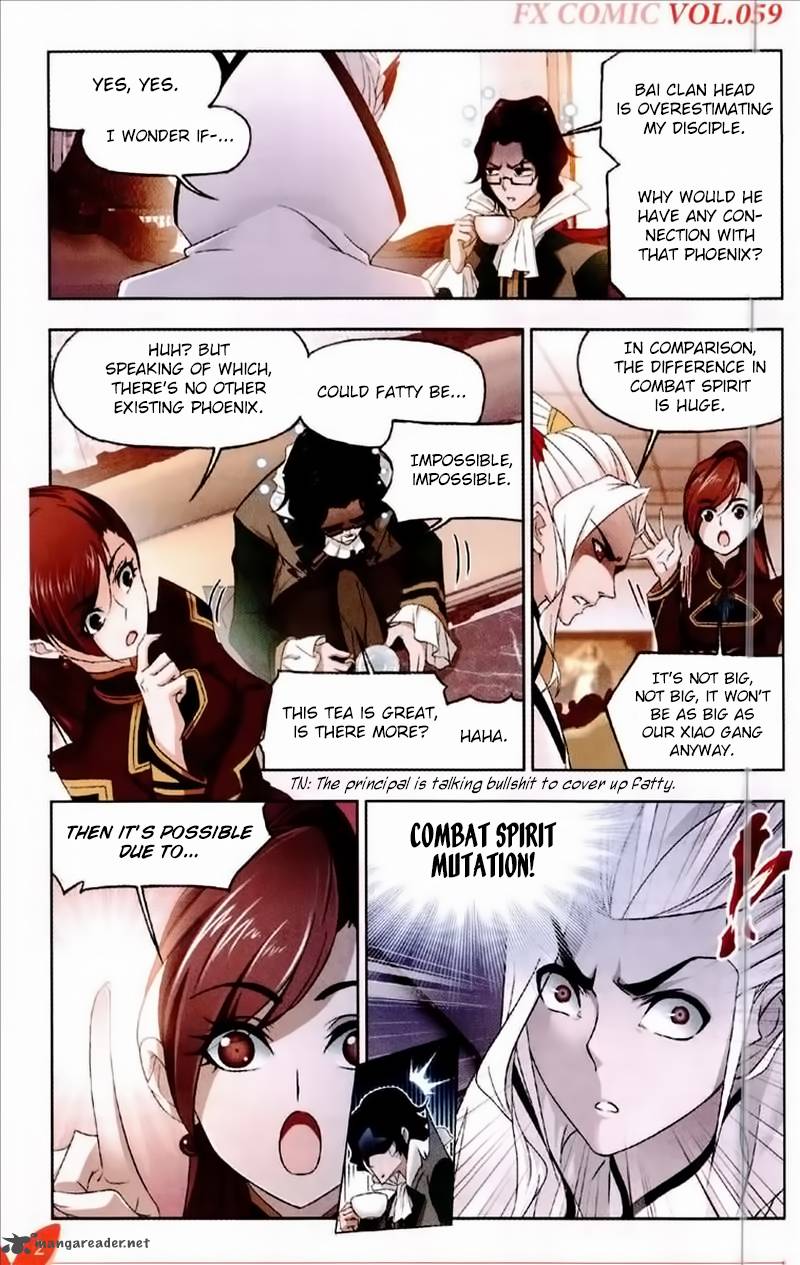 FX COMIC VOL.059
YES, YES.
I WONDER IF-...
BAI CLAN HEAD
IS OVERESTIMATING
MY DISCIPLE.
WHY WOULD HE
HAVE ANY CON-
NECTION WITH
THAT PHOENIX?
HUH? BUT
SPEAKING OF WHICH,
THERE'S NO OTHER
EXISTING PHOENIX.
COULD FATTY BE...
IMPOSSIBLE,
IMPOSSIBLE.
THIS TEA IS GREAT,
IS THERE MORE?
HAHA.
IN COMPARISON,
THE DIFFERENCE IN
COMBAT SPIRIT
IS HUGE.
IT'S NOT BIG,
NOT BIG, IT WON'T
BE AS BIG AS
OUR XIAO GANG
ANYWAY.
TN: The principal is talking bullshit to cover up fatty.
THEN IT'S POSSIBLE
DUE TO...
COMBAT SPIRIT
MUTATION!
2
mangareader.net